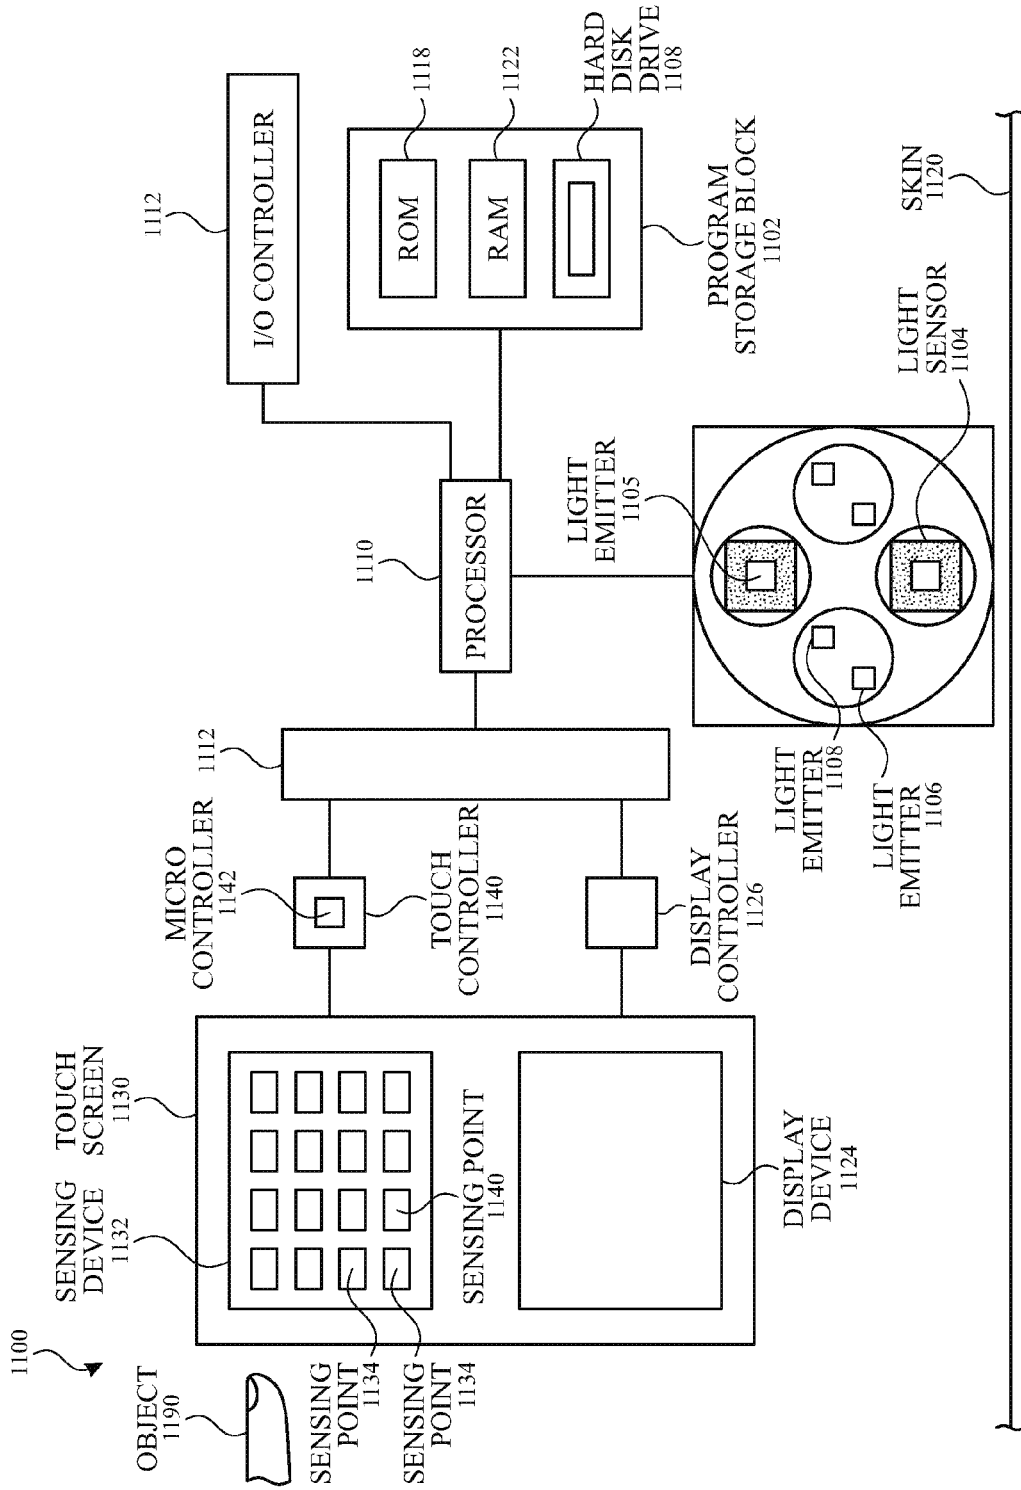 1100
OBJECT
1190
SENSING
DEVICE
1132
TOUCH
SCREEN
1130
SENSING
POINT
1134
SENSING
POINT
1134
SENSING POINT
1140
DISPLAY
DEVICE
1124
MICRO
CONTROLLER
1142
TOUCH
CONTROLLER
1140
DISPLAY
CONTROLLER
1126
1112
1110
PROCESSOR
1112
I/O CONTROLLER
ROM
1118
RAM
1122
HARD
DISK
DRIVE
1108
PROGRAM
STORAGE BLOCK
1102
LIGHT
EMITTER
1105
LIGHT
EMITTER
1108
LIGHT
EMITTER
1106
LIGHT
SENSOR
1104
SKIN
1120